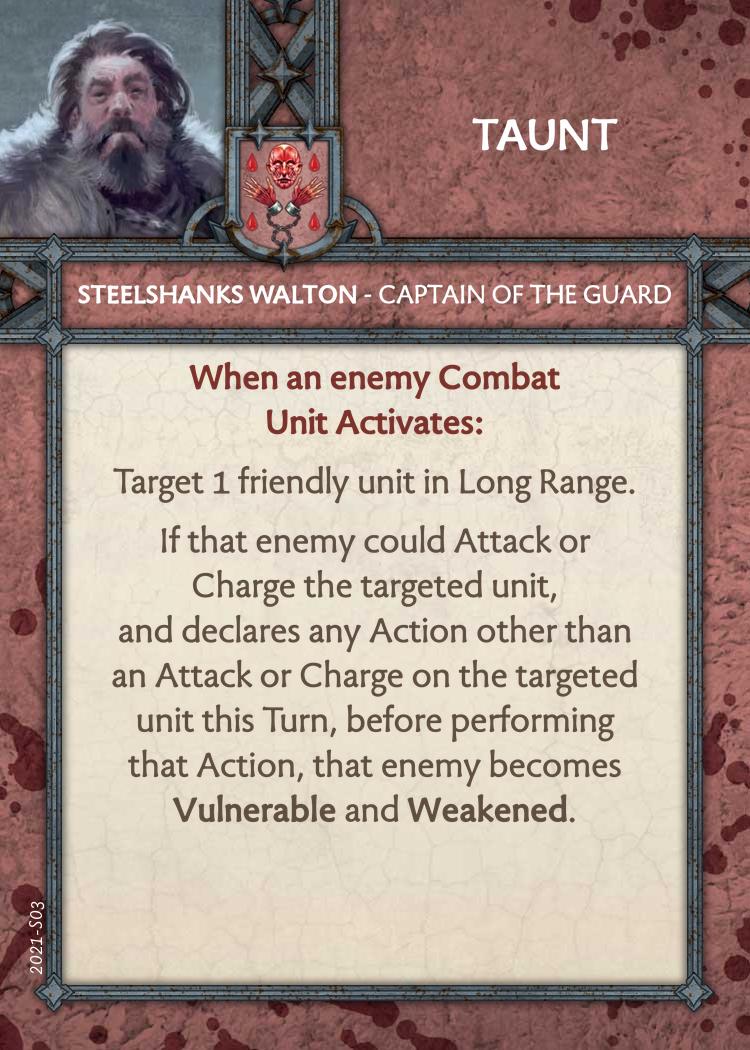 TAUNT
STEELSHANKS WALTON - CAPTAIN OF THE GUARD
When an enemy Combat
Unit Activates:
Target 1 friendly unit in Long Range.
If that enemy could Attack or
Charge the targeted unit,
and declares any Action other than
an Attack or Charge on the targeted
unit this Turn, before performing
that Action, that enemy becomes
Vulnerable and Weakened.
2021-S03